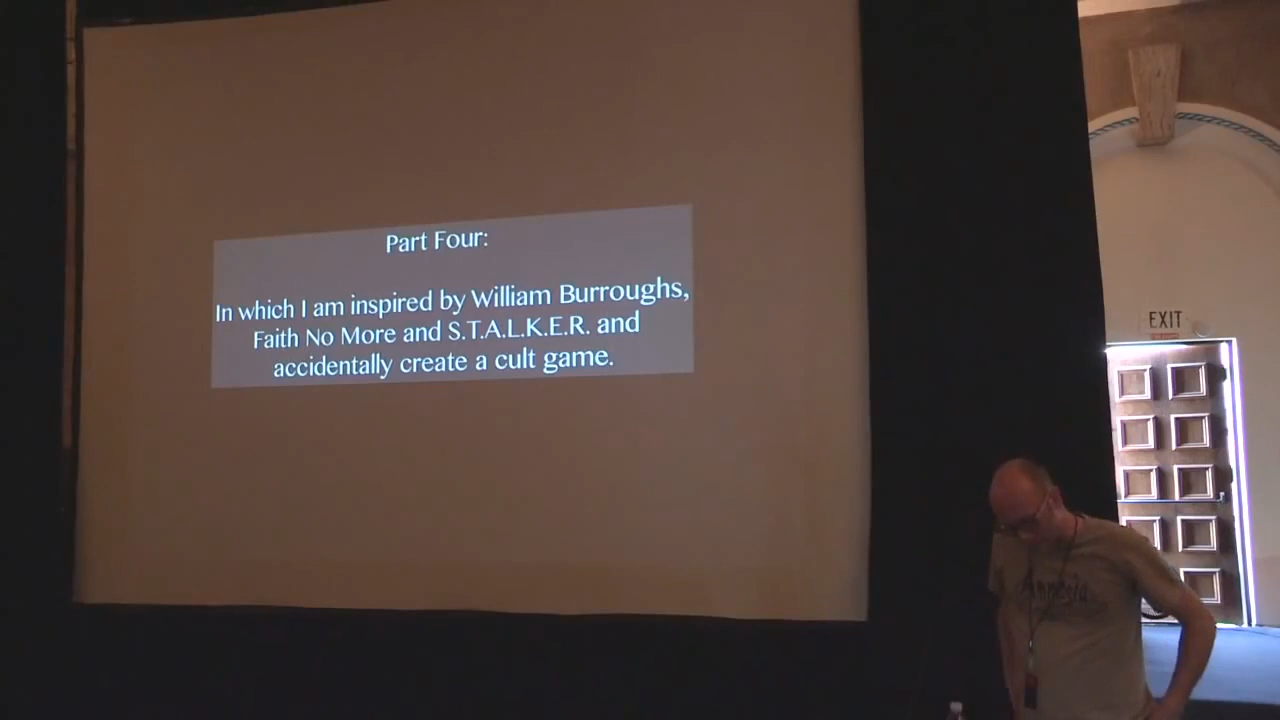 Part Four:
In which I am inspired by William Burroughs,
Faith No More and S.T.A.L.K.E.R. and
accidentally create a cult game.
EXIT
Amnesia